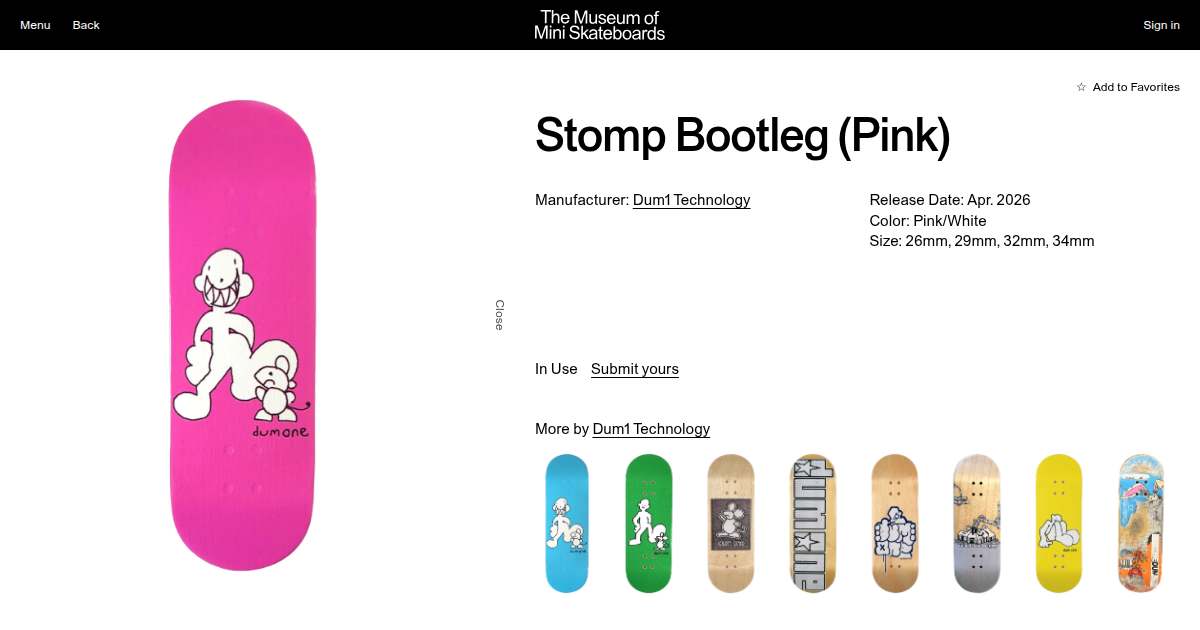 Menu
Back
The Museum of
Mini Skateboards
Sign in
☆ Add to Favorites
Stomp Bootleg (Pink)
Manufacturer: Dum1 Technology
Release Date: Apr. 2026
Color: Pink/White
Size: 26mm, 29mm, 32mm, 34mm
Close
dumone
In Use Submit yours
More by Dum1 Technology
dumone